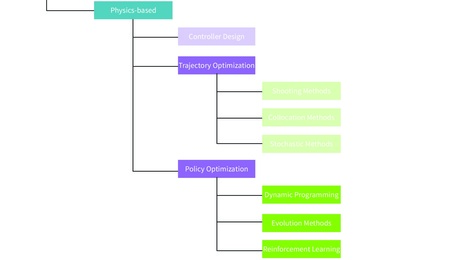 Physics-based
Controller Design
Trajectory Optimization
Shooting Methods
Collocation Methods
Stochastic Methods
Policy Optimization
Dynamic Programming
Evolution Methods
Reinforcement Learning